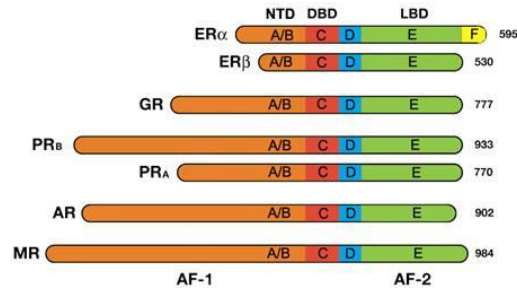 NTD DBD LBD
ERα A/B C D E F 595
ERβ A/B C D E 530
GR A/B C D E 777
PRB A/B C D E 933
PRA A/B C D E 770
AR A/B C D E 902
MR A/B C D E 984
AF-1 AF-2